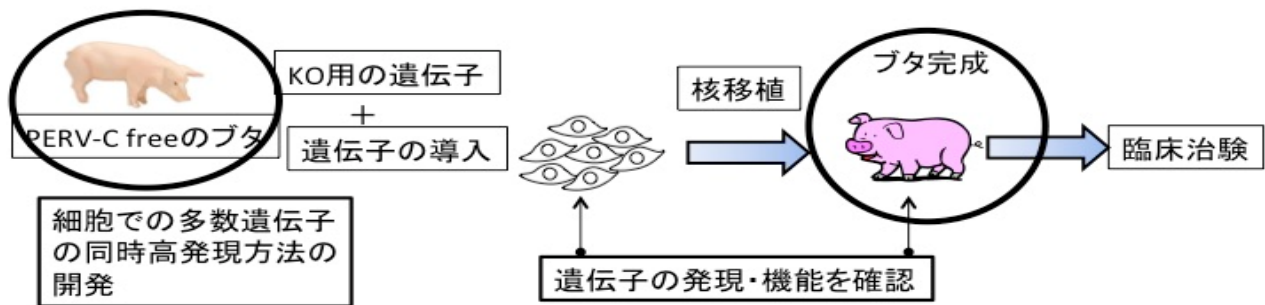 PERV-C freeのブタ
KO用の遺伝子
+
遺伝子の導入
細胞での多数遺伝子
の同時高発現方法の
開発
核移植
ブタ完成
臨床治験
遺伝子の発現・機能を確認